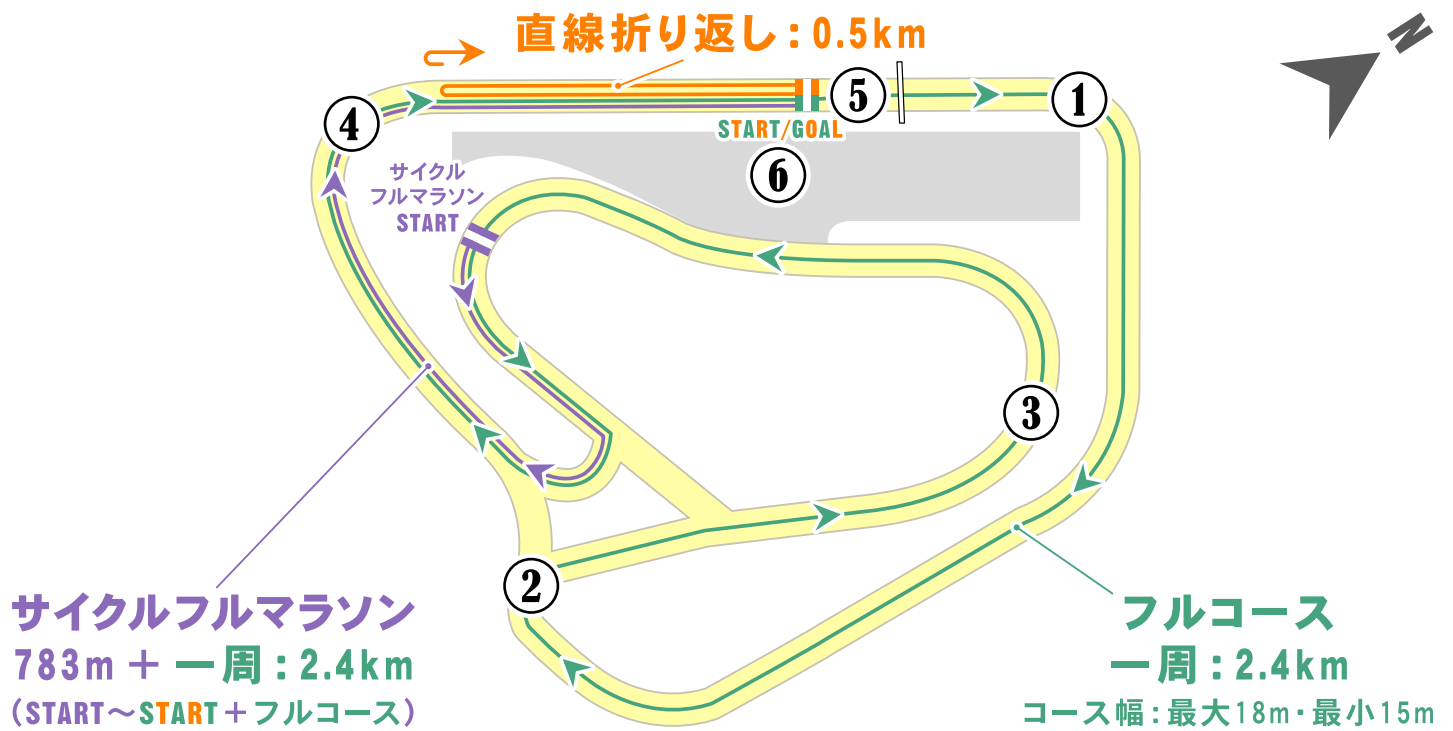 直線折り返し：0.5km
N
5
1
4
START/GOAL
6
サイクル
フルマラソン
START
3
2
サイクルフルマラソン
783m＋一周：2.4km
（START～START＋フルコース）
フルコース
一周：2.4km
コース幅：最大18m・最小15m